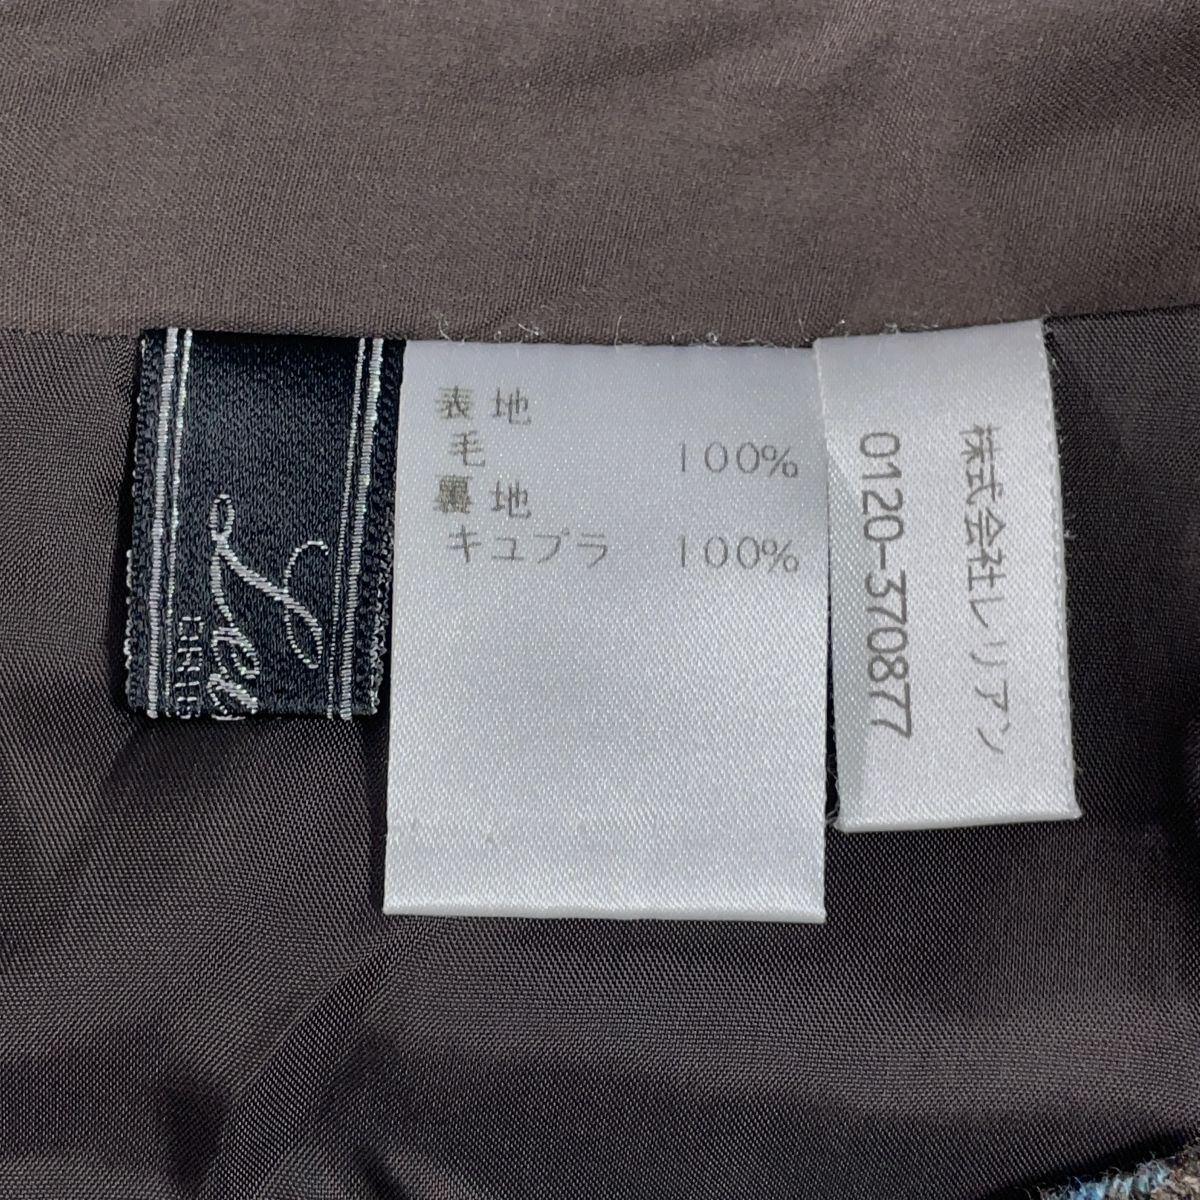 表地
毛 100%
裏地
キュプラ 100%
株式会社レリアン
0120-370877